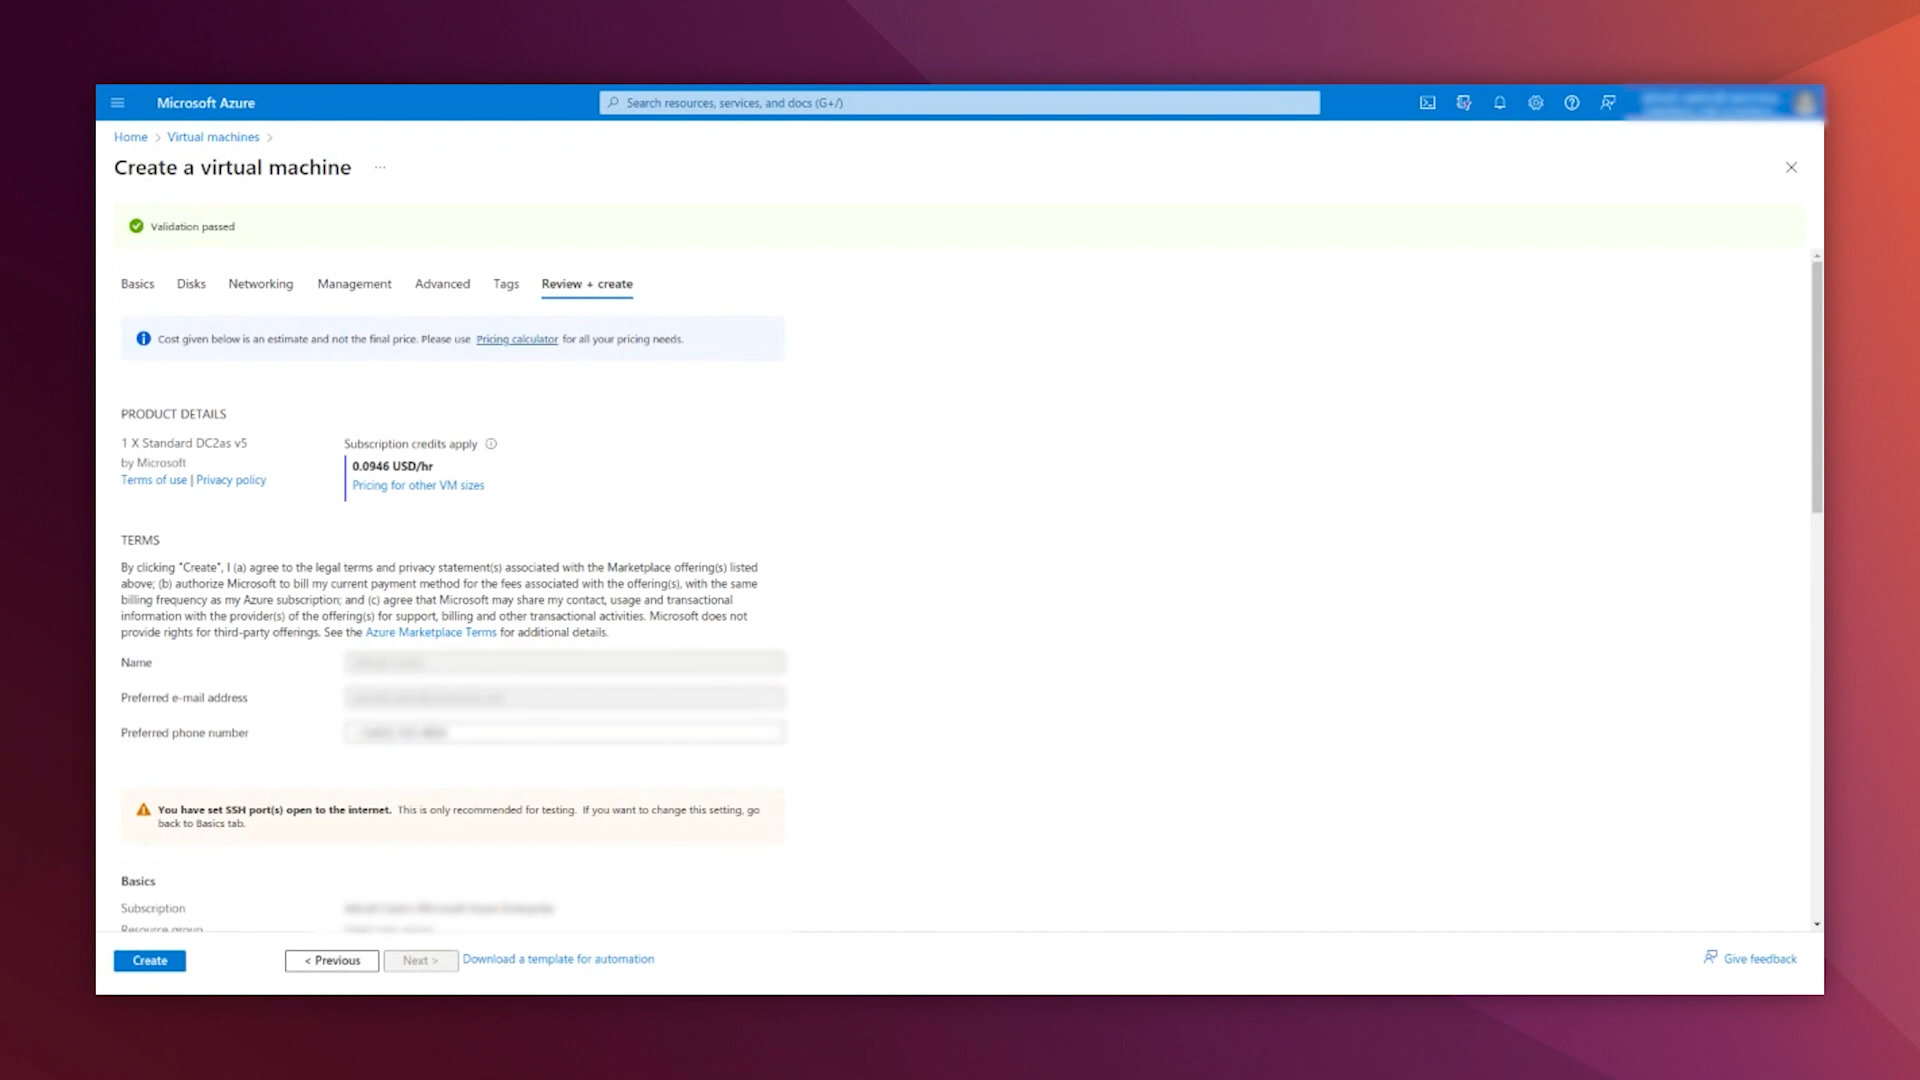 Microsoft Azure
Search resources, services, and docs (G+/)
Home > Virtual machines >
Create a virtual machine ...
Validation passed
Basics Disks Networking Management Advanced Tags Review + create
Cost given below is an estimate and not the final price. Please use Pricing calculator for all your pricing needs.
PRODUCT DETAILS
1 X Standard DC2as v5
by Microsoft
Terms of use | Privacy policy
Subscription credits apply
0.0946 USD/hr
Pricing for other VM sizes
TERMS
By clicking "Create", I (a) agree to the legal terms and privacy statement(s) associated with the Marketplace offering(s) listed
above; (b) authorize Microsoft to bill my current payment method for the fees associated with the offering(s), with the same
billing frequency as my Azure subscription; and (c) agree that Microsoft may share my contact, usage and transactional
information with the provider(s) of the offering(s) for support, billing and other transactional activities. Microsoft does not
provide rights for third-party offerings. See the Azure Marketplace Terms for additional details.
Name
Preferred e-mail address
Preferred phone number
You have set SSH port(s) open to the internet. This is only recommended for testing. If you want to change this setting, go
back to Basics tab.
Basics
Subscription
Resource group
Create < Previous Next > Download a template for automation Give feedback